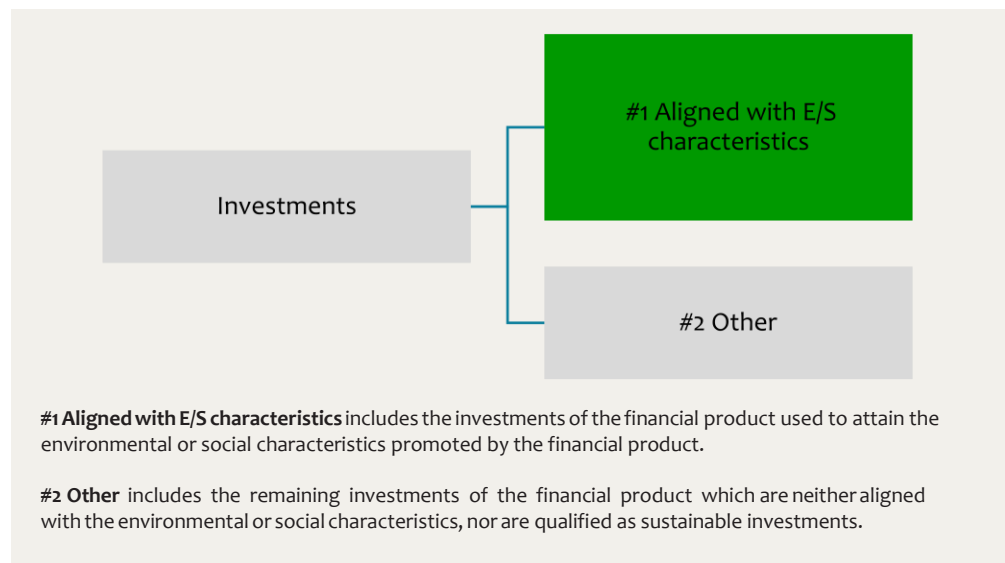 #1 Aligned with E/S
characteristics
Investments
#2 Other
#1 Aligned with E/S characteristics includes the investments of the financial product used to attain the
environmental or social characteristics promoted by the financial product.
#2 Other includes the remaining investments of the financial product which are neither aligned
with the environmental or social characteristics, nor are qualified as sustainable investments.